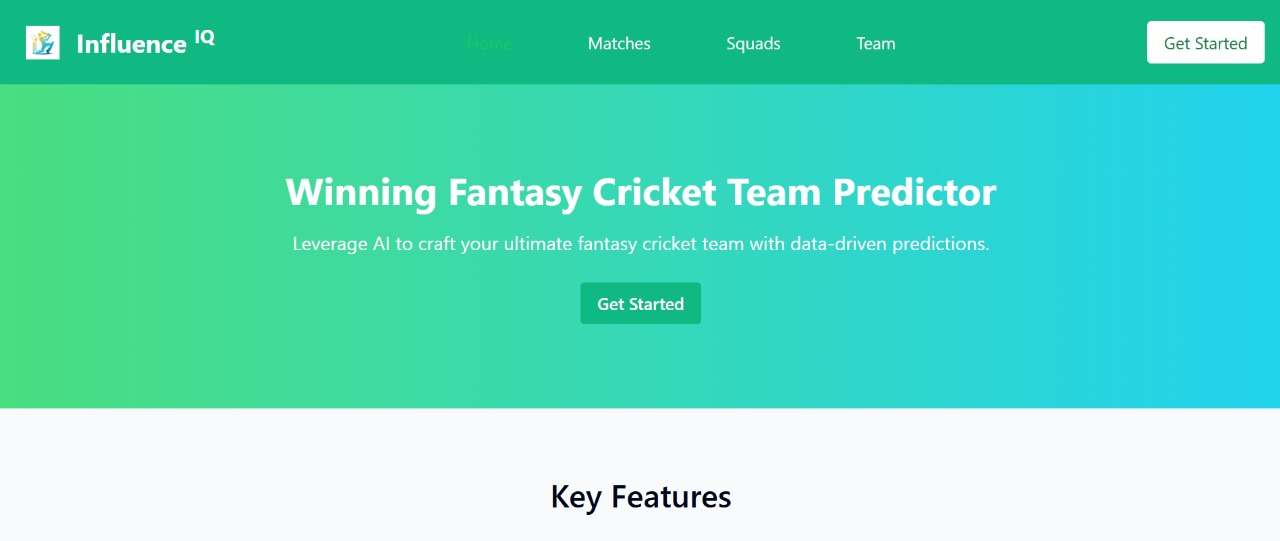 Influence IQ
Home Matches Squads Team
Get Started
Winning Fantasy Cricket Team Predictor
Leverage AI to craft your ultimate fantasy cricket team with data-driven predictions.
Get Started
Key Features